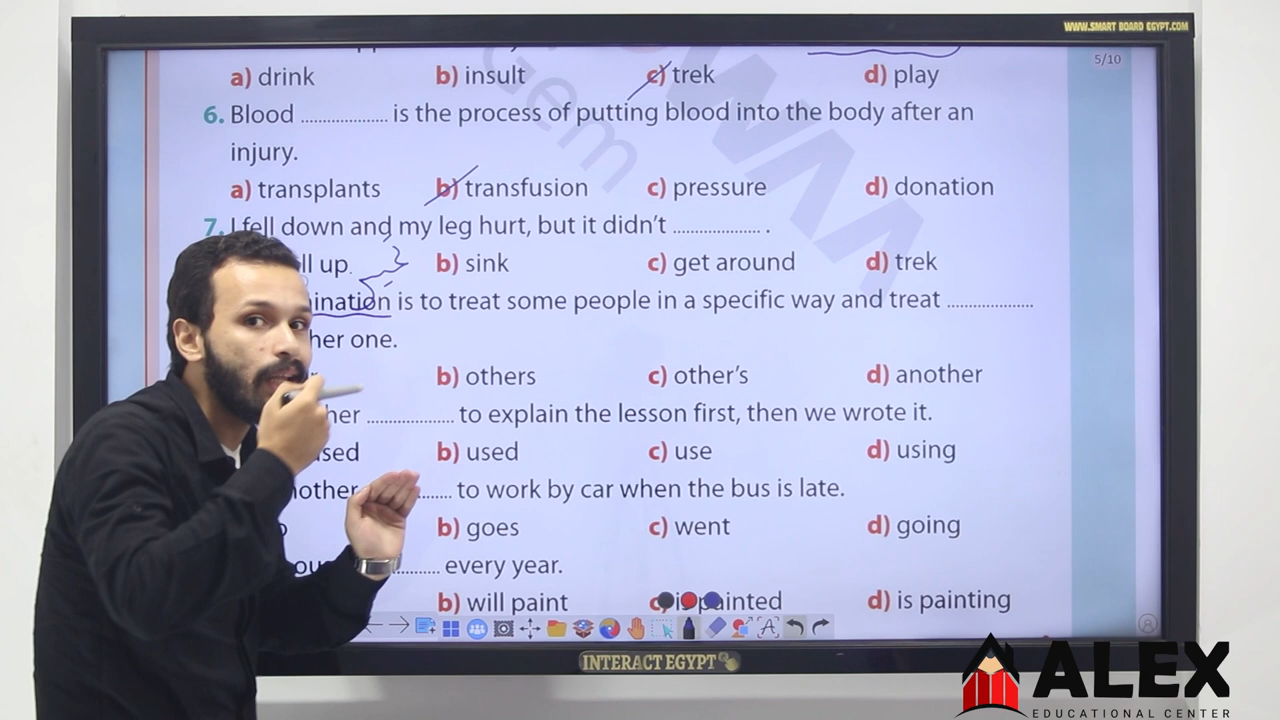 WWW.SMART BOARD EGYPT.COM
5/10
a) drink b) insult c) trek d) play
6. Blood .................... is the process of putting blood into the body after an
injury.
a) transplants b) transfusion c) pressure d) donation
7. I fell down and my leg hurt, but it didn't .................... .
ll up. b) sink c) get around d) trek
ination is to treat some people in a specific way and treat ....................
her one.
b) others c) other's d) another
her .................... to explain the lesson first, then we wrote it.
sed b) used c) use d) using
nother ........ to work by car when the bus is late.
o b) goes c) went d) going
ou ......... every year.
b) will paint c) is painted d) is painting
INTERACT EGYPT
ALEX
EDUCATIONAL CENTER